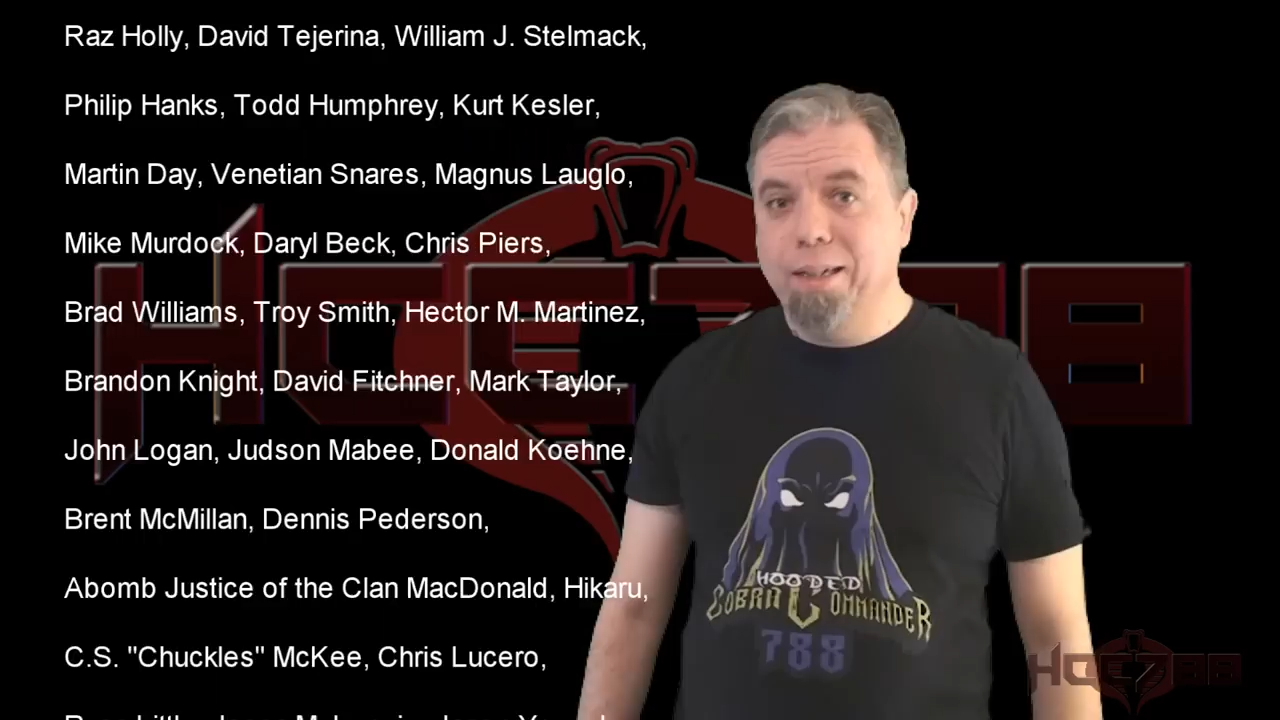 Raz Holly, David Tejerina, William J. Stelmack,
Philip Hanks, Todd Humphrey, Kurt Kesler,
Martin Day, Venetian Snares, Magnus Lauglo,
Mike Murdock, Daryl Beck, Chris Piers,
Brad Williams, Troy Smith, Hector M. Martinez,
Brandon Knight, David Fitchner, Mark Taylor,
John Logan, Judson Mabee, Donald Koehne,
Brent McMillan, Dennis Pederson,
Abomb Justice of the Clan MacDonald, Hikaru,
C.S. "Chuckles" McKee, Chris Lucero,
HCC788
HOODED
COBRA COMMANDER
788
HCC788